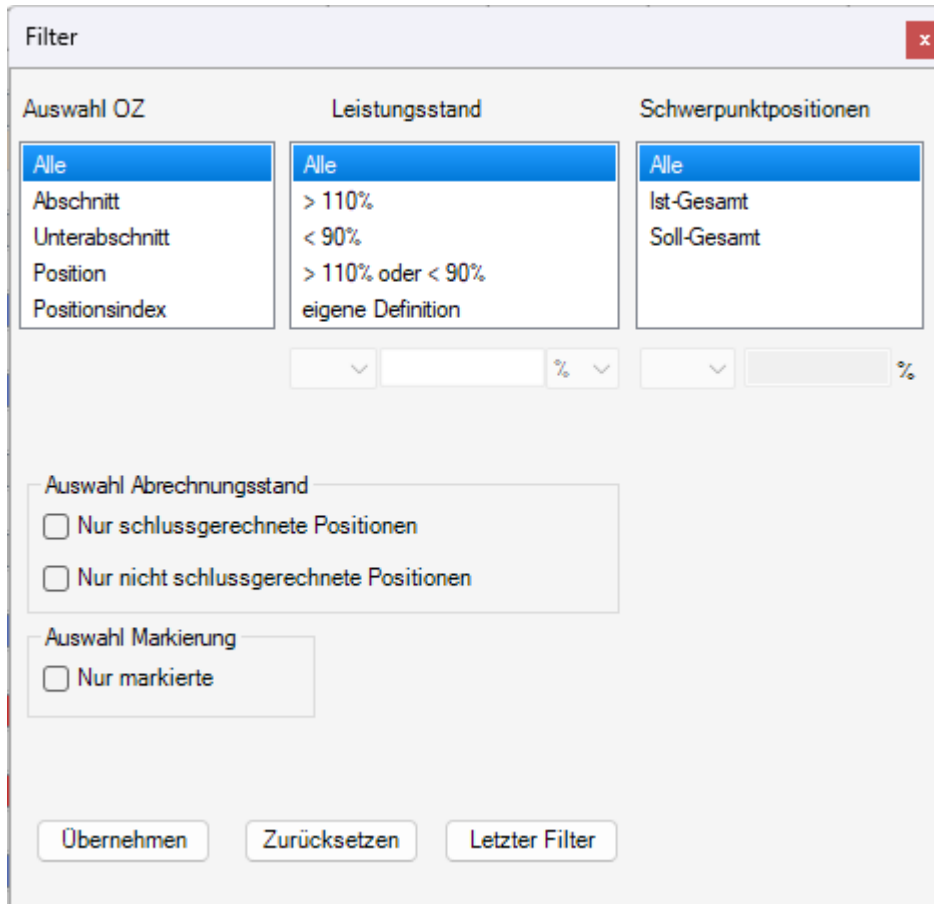 Filter
x
Auswahl OZ
Leistungsstand
Schwerpunktpositionen
Alle
Abschnitt
Unterabschnitt
Position
Positionsindex
Alle
> 110%
< 90%
> 110% oder < 90%
eigene Definition
Alle
Ist-Gesamt
Soll-Gesamt
%
%
Auswahl Abrechnungsstand
Nur schlussgerechnete Positionen
Nur nicht schlussgerechnete Positionen
Auswahl Markierung
Nur markierte
Übernehmen
Zurücksetzen
Letzter Filter